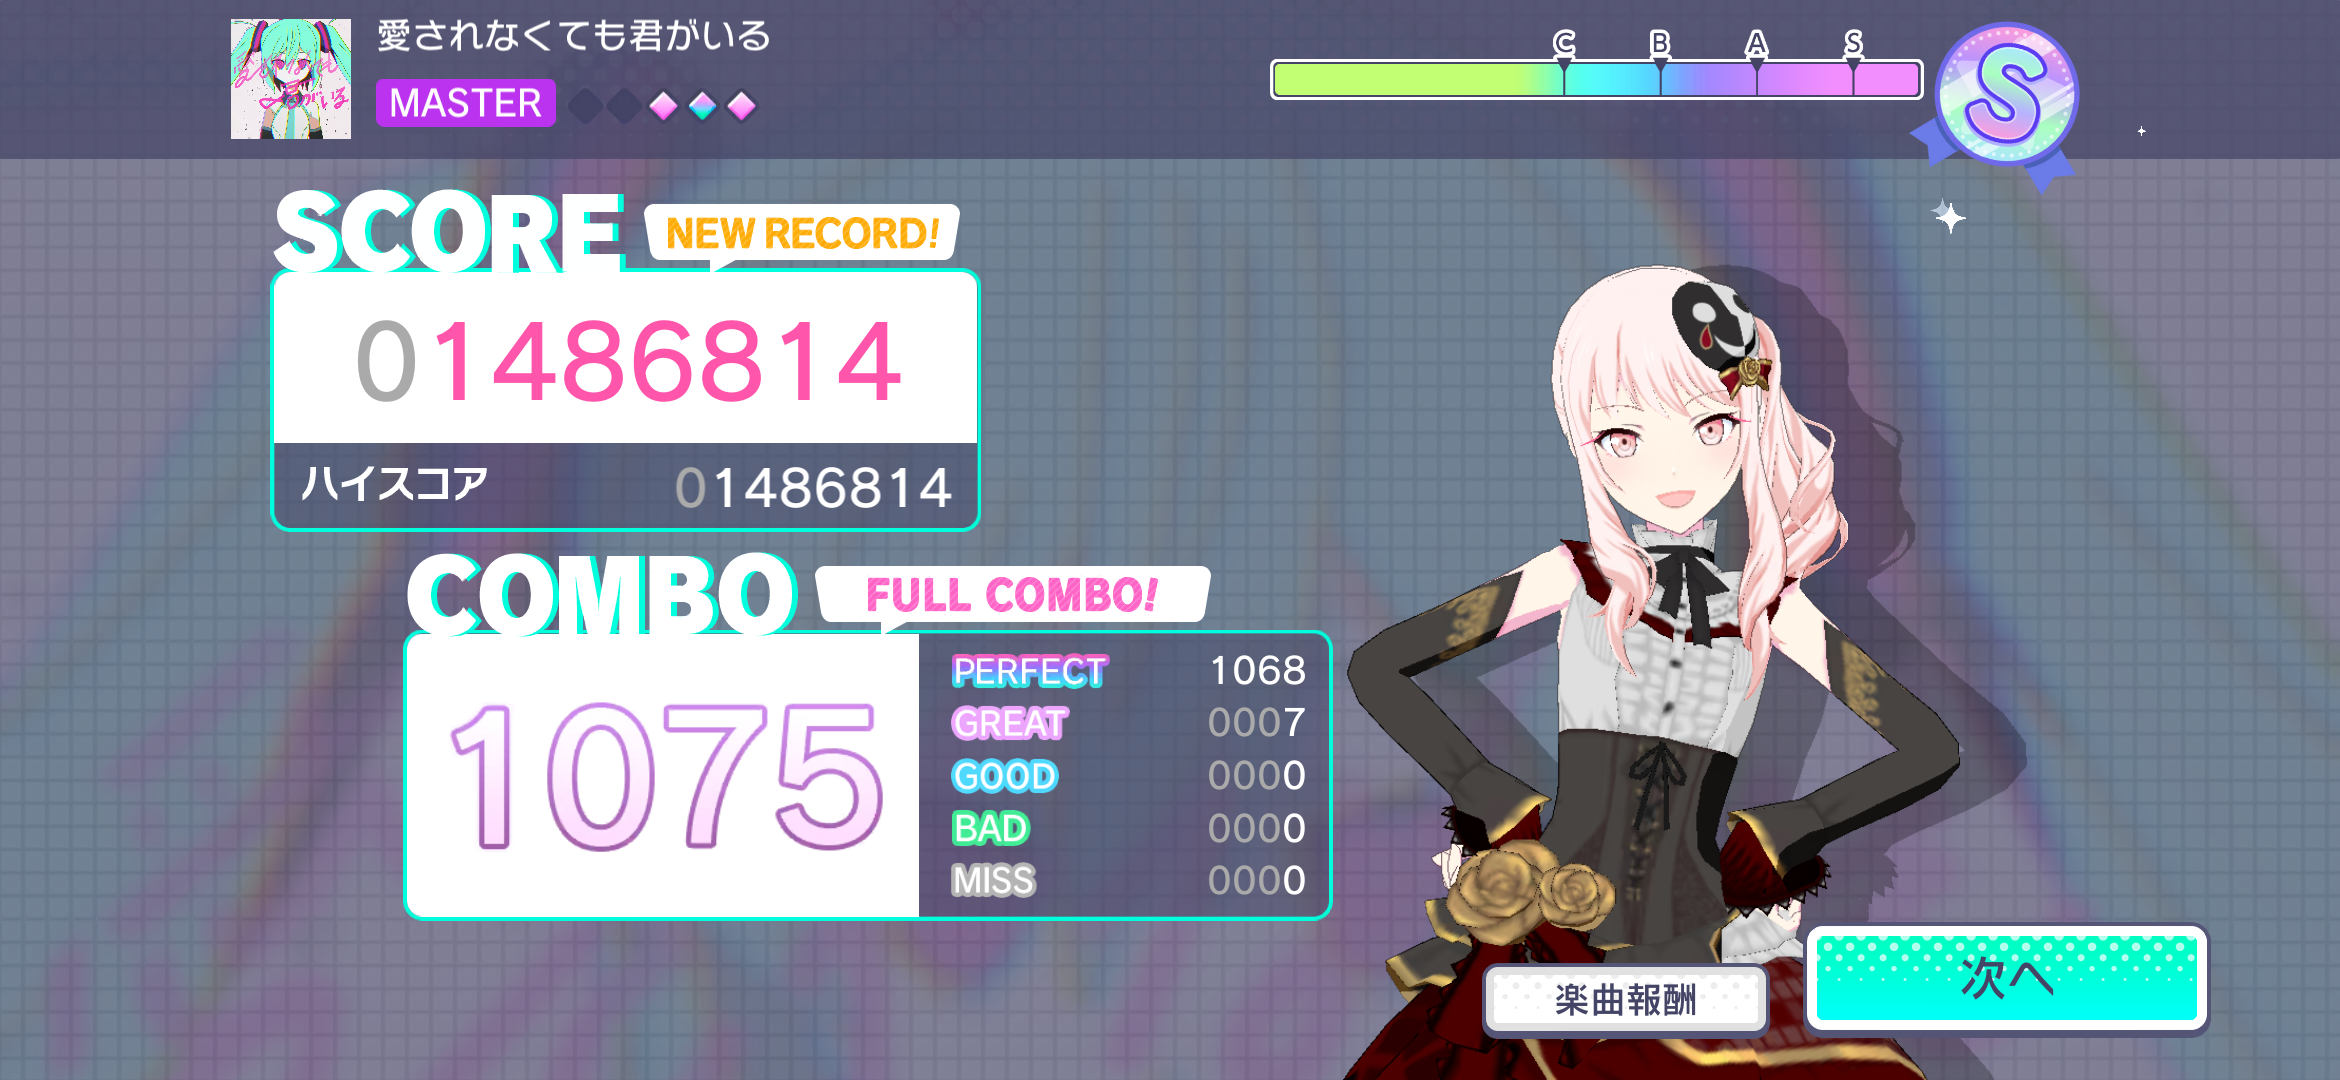 愛されなくても君がいる
MASTER
C B A S
S
SCORE
NEW RECORD!
01486814
ハイスコア 01486814
COMBO
FULL COMBO!
1075
PERFECT 1068
GREAT 0007
GOOD 0000
BAD 0000
MISS 0000
楽曲報酬
次へ